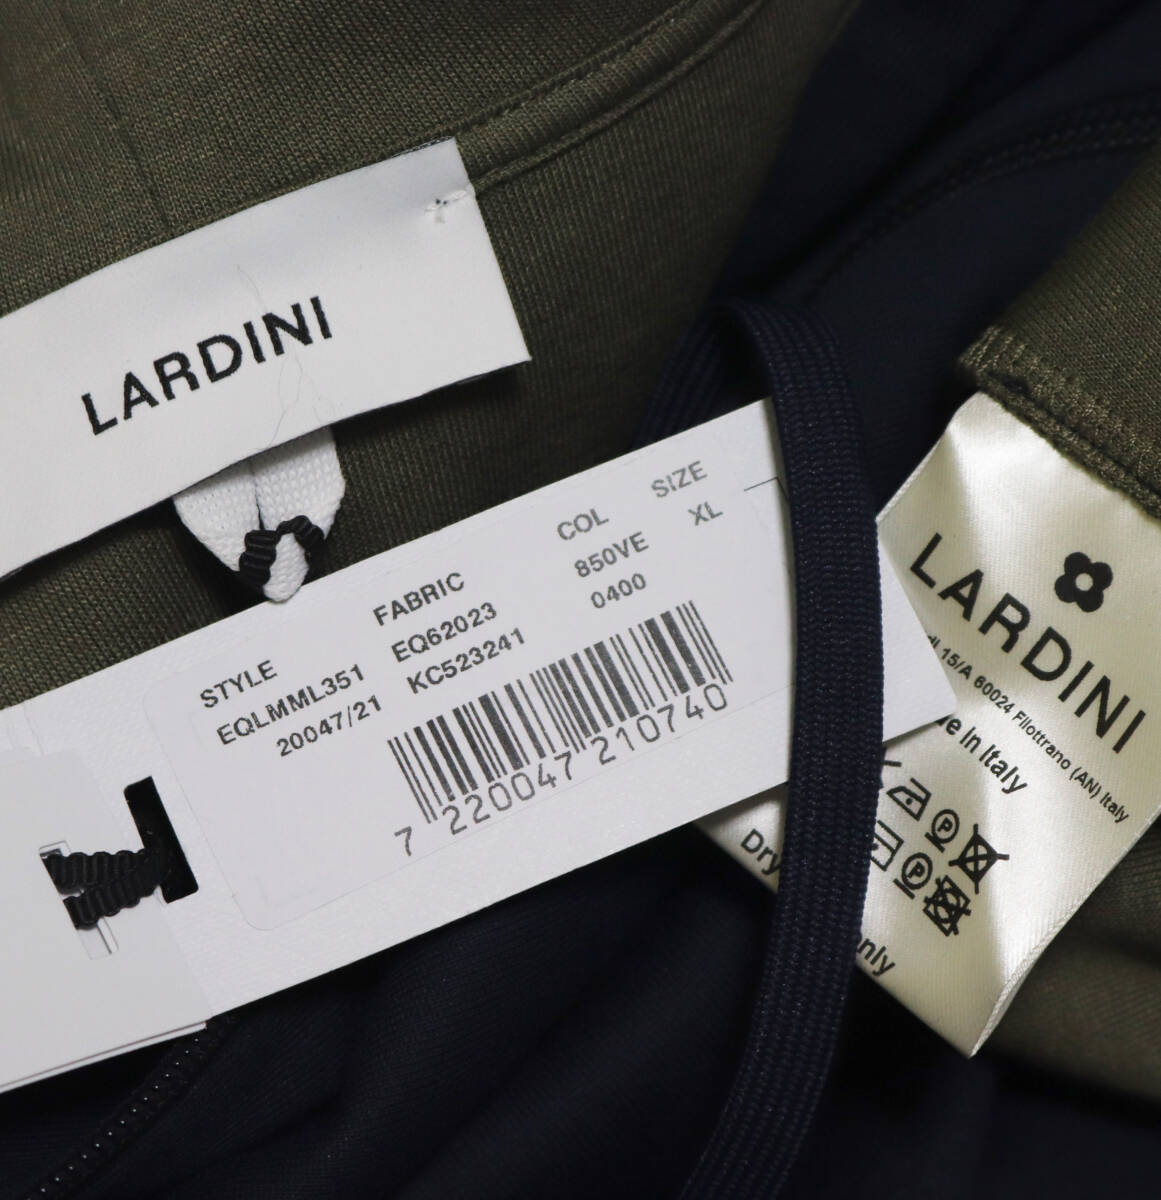 LARDINI
STYLE FABRIC COL SIZE
EQLMML351 EQ62023 850VE XL
20047/21 KC523241 0400
7 220047 210740
LARDINI
15/A 60024 Filottrano (AN) Italy
in Italy
Dry
only